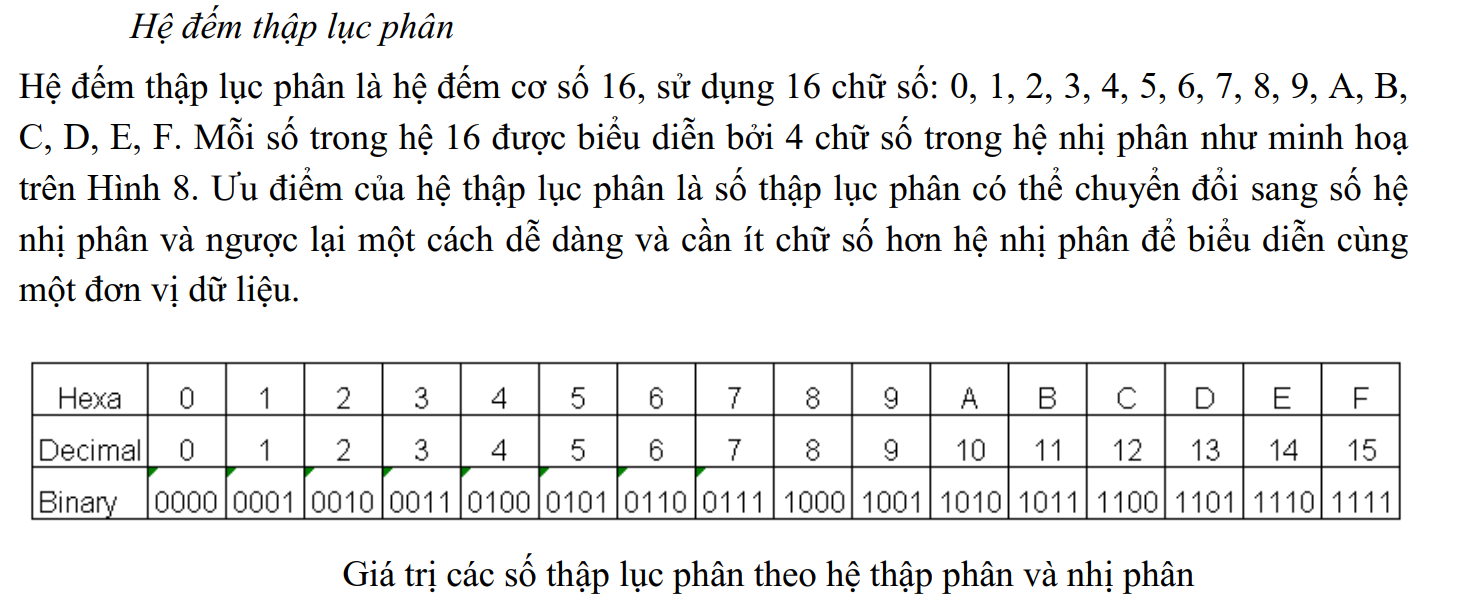 Hệ đếm thập lục phân
Hệ đếm thập lục phân là hệ đếm cơ số 16, sử dụng 16 chữ số: 0, 1, 2, 3, 4, 5, 6, 7, 8, 9, A, B,
C, D, E, F. Mỗi số trong hệ 16 được biểu diễn bởi 4 chữ số trong hệ nhị phân như minh hoạ
trên Hình 8. Ưu điểm của hệ thập lục phân là số thập lục phân có thể chuyển đổi sang số hệ
nhị phân và ngược lại một cách dễ dàng và cần ít chữ số hơn hệ nhị phân để biểu diễn cùng
một đơn vị dữ liệu.
Hexa 0 1 2 3 4 5 6 7 8 9 A B C D E F
Decimal 0 1 2 3 4 5 6 7 8 9 10 11 12 13 14 15
Binary 0000 0001 0010 0011 0100 0101 0110 0111 1000 1001 1010 1011 1100 1101 1110 1111
Giá trị các số thập lục phân theo hệ thập phân và nhị phân